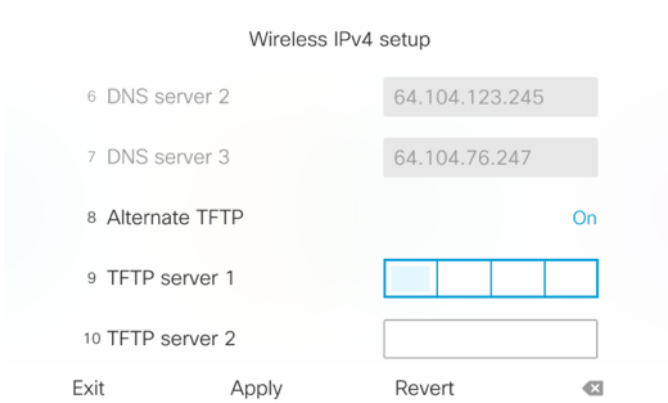 Wireless IPv4 setup
6 DNS server 2 64.104.123.245
7 DNS server 3 64.104.76.247
8 Alternate TFTP On
9 TFTP server 1
10 TFTP server 2
Exit Apply Revert